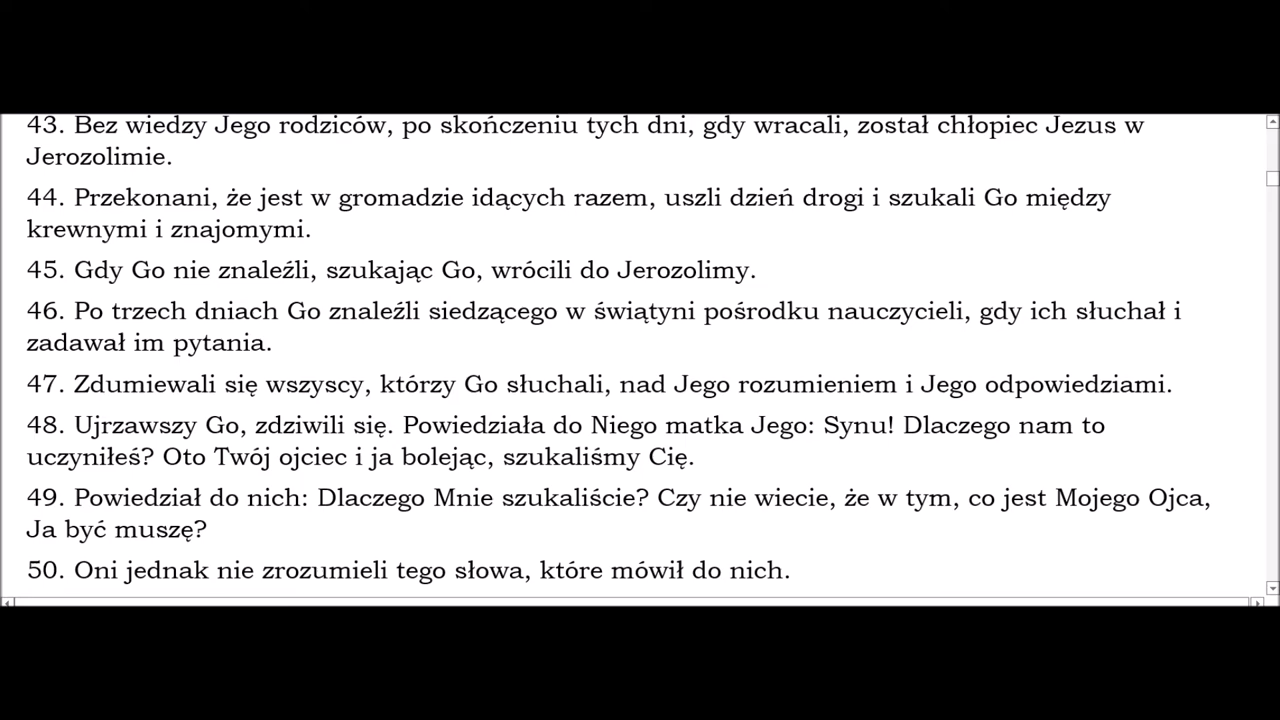 43. Bez wiedzy Jego rodziców, po skończeniu tych dni, gdy wracali, został chłopiec Jezus w
Jerozolimie.
44. Przekonani, że jest w gromadzie idących razem, uszli dzień drogi i szukali Go między
krewnymi i znajomymi.
45. Gdy Go nie znaleźli, szukając Go, wrócili do Jerozolimy.
46. Po trzech dniach Go znaleźli siedzącego w świątyni pośrodku nauczycieli, gdy ich słuchał i
zadawał im pytania.
47. Zdumiewali się wszyscy, którzy Go słuchali, nad Jego rozumieniem i Jego odpowiedziami.
48. Ujrzawszy Go, zdziwili się. Powiedziała do Niego matka Jego: Synu! Dlaczego nam to
uczyniłeś? Oto Twój ojciec i ja bolejąc, szukaliśmy Cię.
49. Powiedział do nich: Dlaczego Mnie szukaliście? Czy nie wiecie, że w tym, co jest Mojego Ojca,
Ja być muszę?
50. Oni jednak nie zrozumieli tego słowa, które mówił do nich.